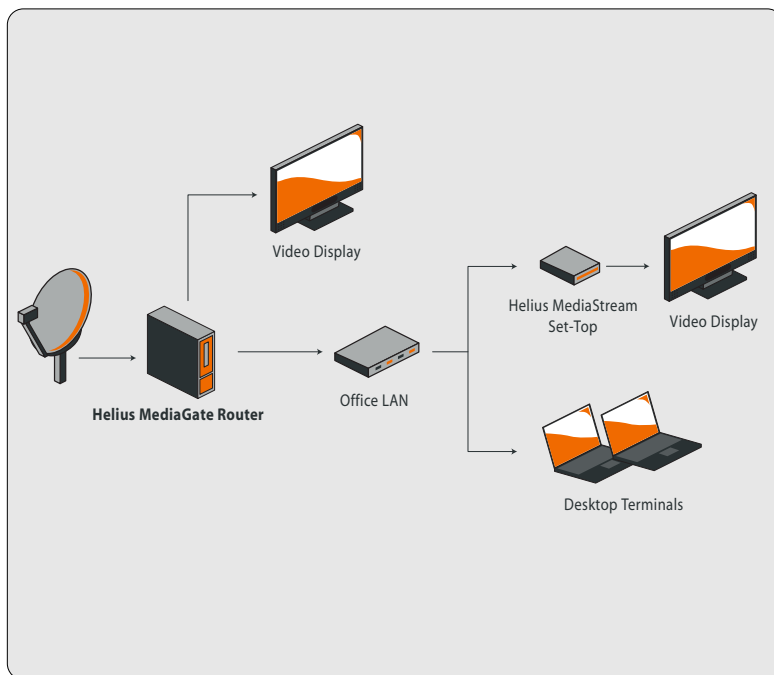 Video Display
Helius MediaStream
Set-Top
Video Display
Helius MediaGate Router
Office LAN
Desktop Terminals